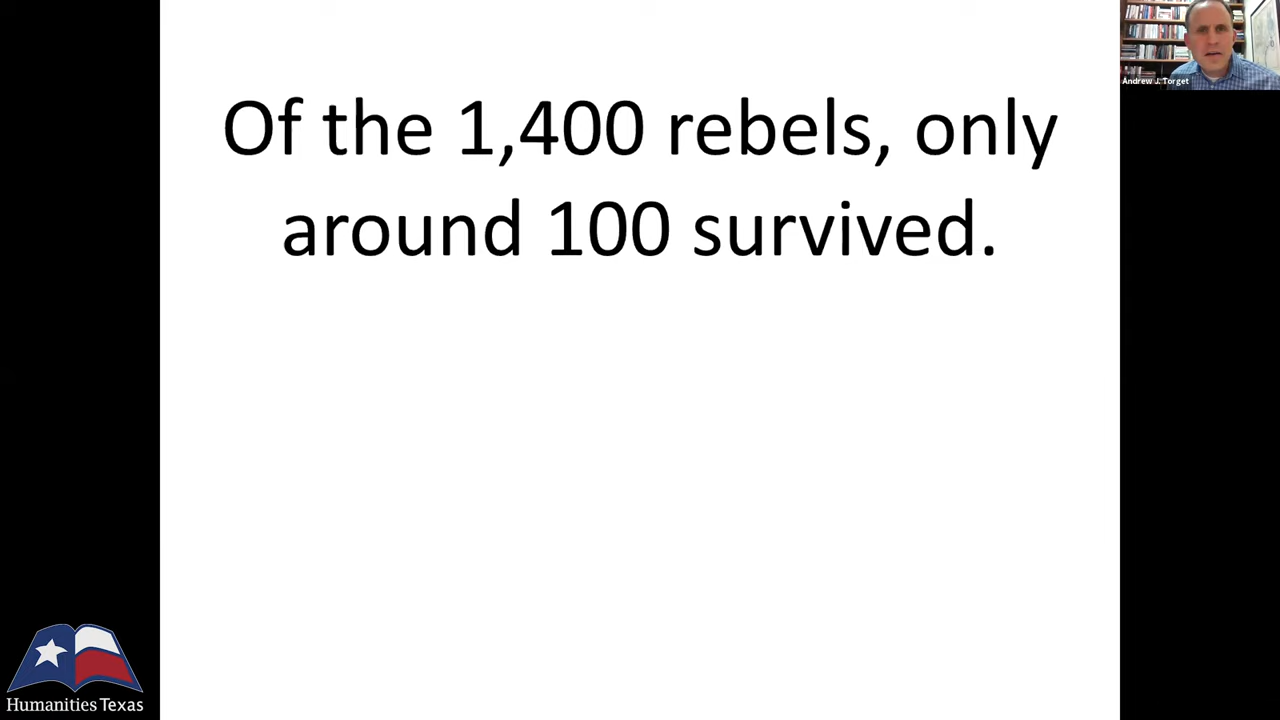 Of the 1,400 rebels, only
around 100 survived.
Andrew J. Torget
Humanities Texas